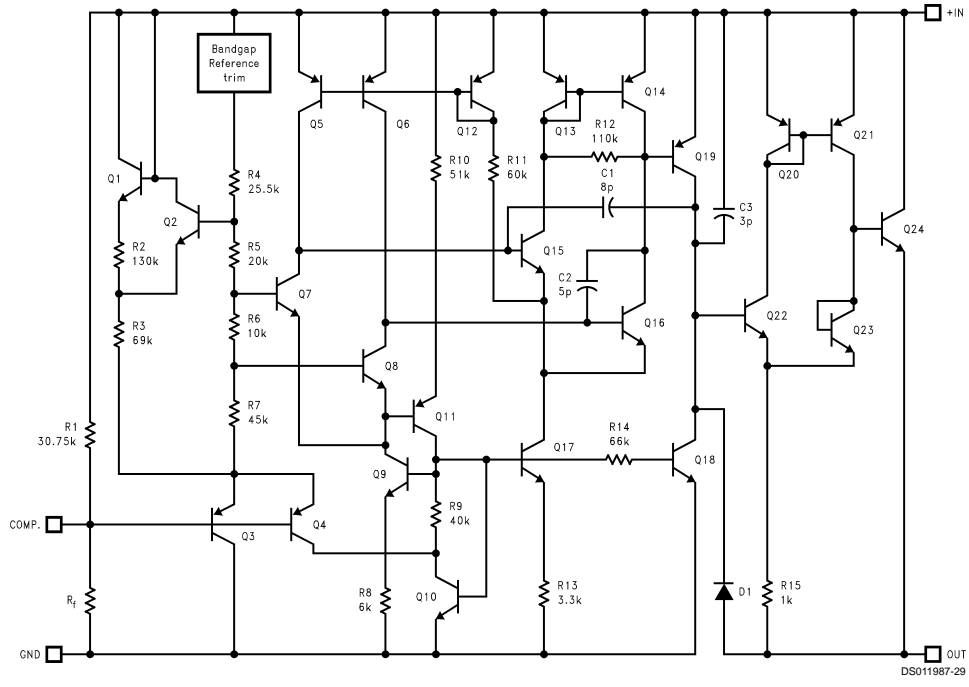 +IN
Bandgap
Reference
trim
Q5
Q6
Q12
Q13
Q14
R12
110k
Q19
Q20
Q21
Q1
Q2
R4
25.5k
R10
51k
R11
60k
C1
8p
C3
3p
R2
130k
R5
20k
Q15
Q24
Q7
C2
5p
R3
69k
R6
10k
Q16
Q22
Q23
Q8
R1
30.75k
R7
45k
Q11
R14
66k
Q9
Q17
Q18
R9
40k
COMP.
Q3
Q4
Rf
R8
6k
Q10
R13
3.3k
D1
R15
1k
GND
OUT
DS011987-29